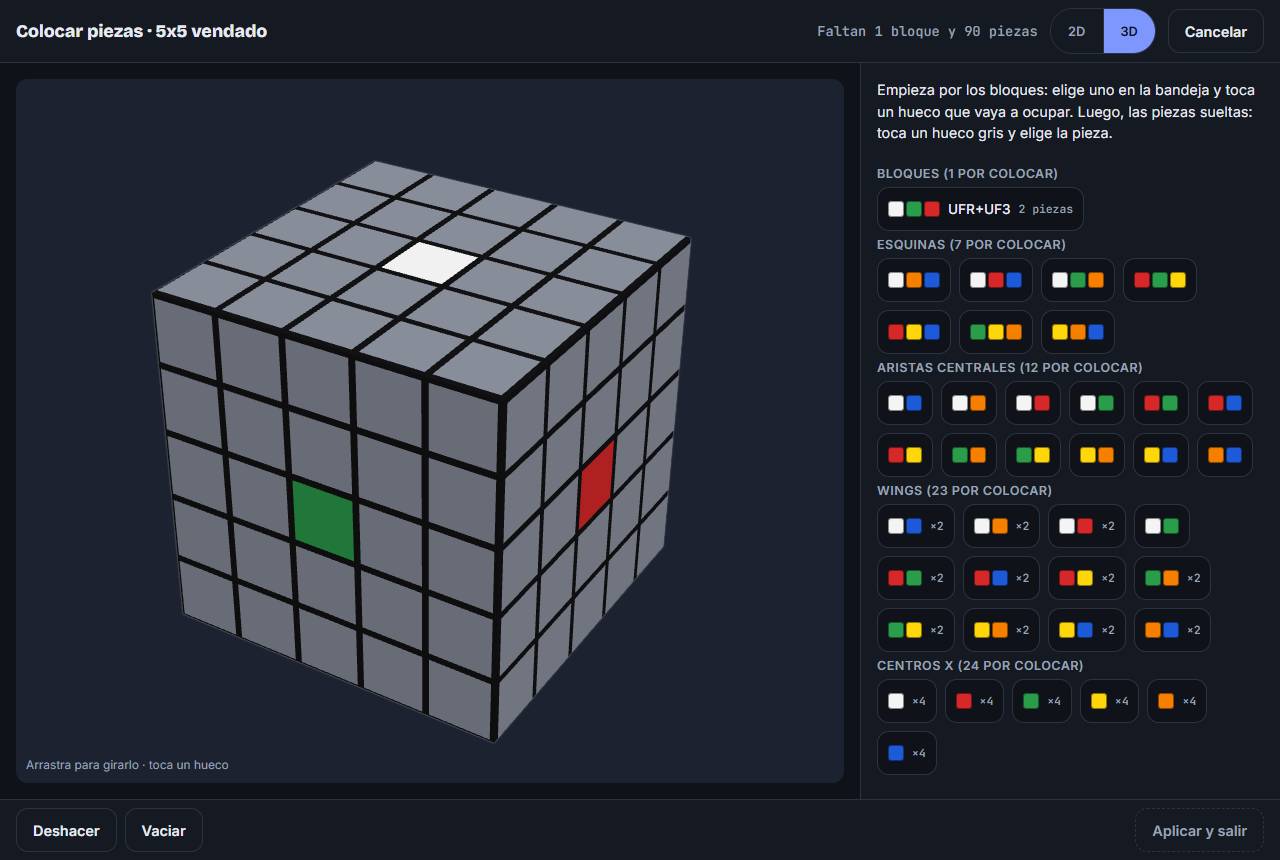 Colocar piezas · 5x5 vendado
Faltan 1 bloque y 90 piezas
2D
3D
Cancelar
Empieza por los bloques: elige uno en la bandeja y toca
un hueco que vaya a ocupar. Luego, las piezas sueltas:
toca un hueco gris y elige la pieza.
BLOQUES (1 POR COLOCAR)
UFR+UF3 2 piezas
ESQUINAS (7 POR COLOCAR)
ARISTAS CENTRALES (12 POR COLOCAR)
WINGS (23 POR COLOCAR)
×2 ×2 ×2
×2 ×2 ×2 ×2
×2 ×2 ×2 ×2
CENTROS X (24 POR COLOCAR)
×4 ×4 ×4 ×4 ×4
×4
Arrastra para girarlo · toca un hueco
Deshacer
Vaciar
Aplicar y salir